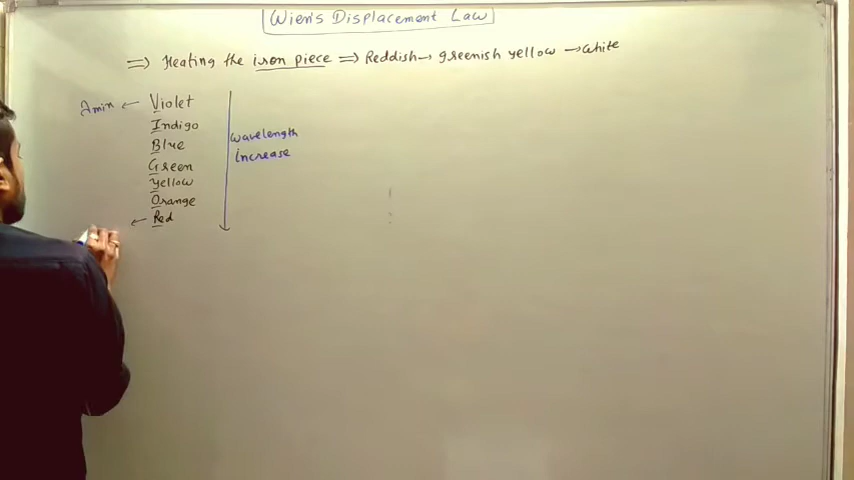 Wien's Displacement Law
=> Heating the iron piece => Reddish → greenish yellow → white
λmin ← Violet
Indigo
Blue
Green
Yellow
Orange
← Red
wavelength
increase